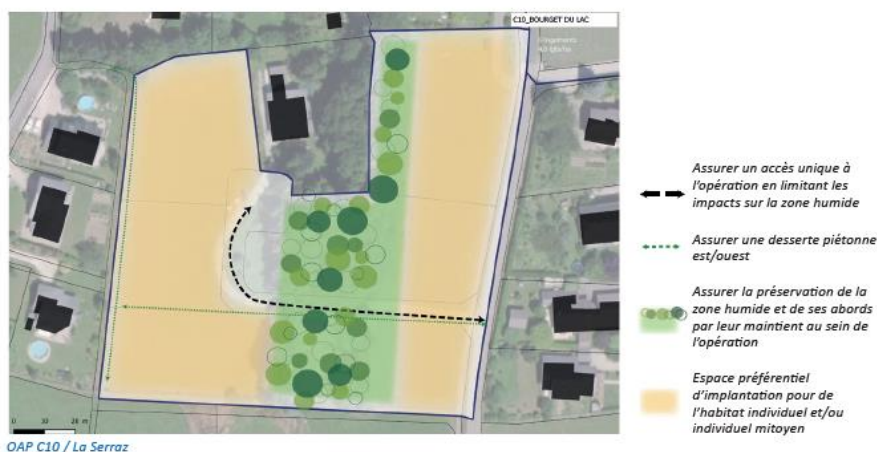 C10_BOURGET DU LAC
logements
Assurer un accès unique à
l'opération en limitant les
impacts sur la zone humide
Assurer une desserte piétonne
est/ouest
Assurer la préservation de la
zone humide et de ses abords
par leur maintient au sein de
l'opération
Espace préférentiel
d'implantation pour de
l'habitat individuel et/ou
individuel mitoyen
0
m
OAP C10 / La Serraz